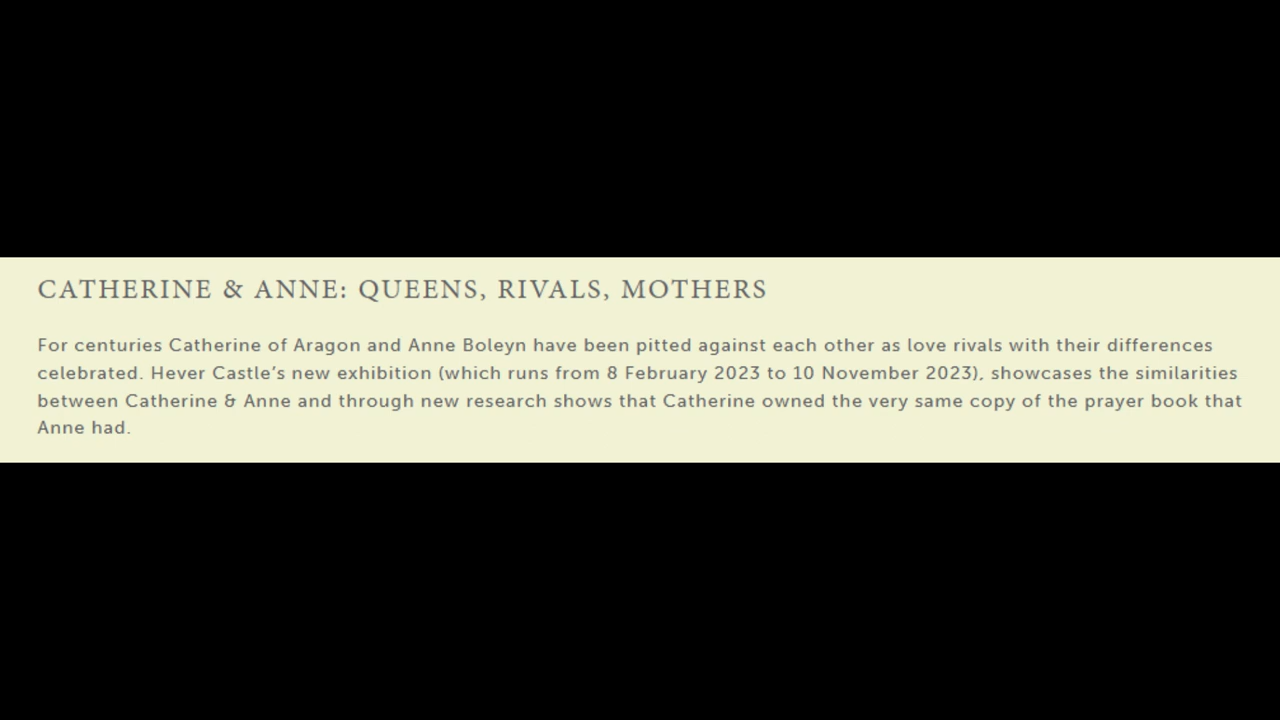 CATHERINE & ANNE: QUEENS, RIVALS, MOTHERS
For centuries Catherine of Aragon and Anne Boleyn have been pitted against each other as love rivals with their differences
celebrated. Hever Castle’s new exhibition (which runs from 8 February 2023 to 10 November 2023), showcases the similarities
between Catherine & Anne and through new research shows that Catherine owned the very same copy of the prayer book that
Anne had.